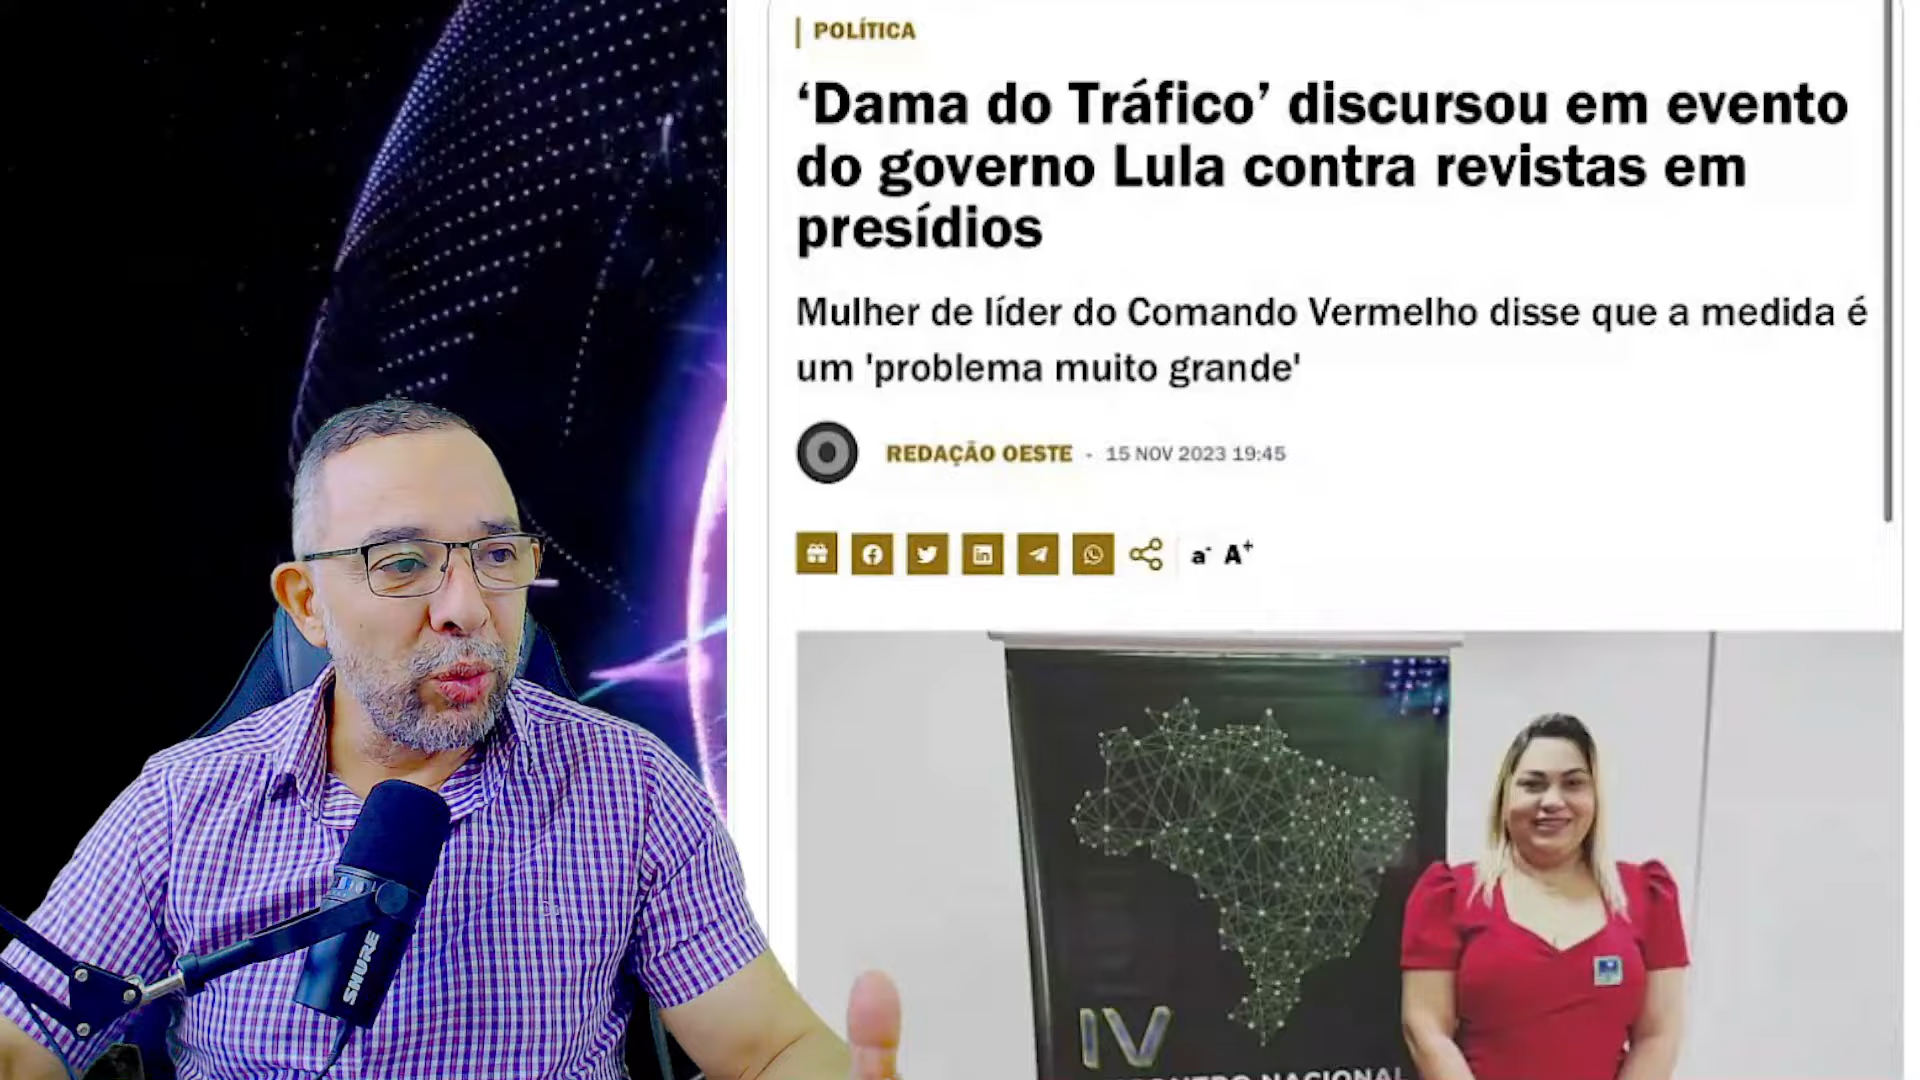 POLÍTICA
‘Dama do Tráfico’ discursou em evento
do governo Lula contra revistas em
presídios
Mulher de líder do Comando Vermelho disse que a medida é
um 'problema muito grande'
REDAÇÃO OESTE - 15 NOV 2023 19:45
a- A+
IV
NACIONAL
SHURE